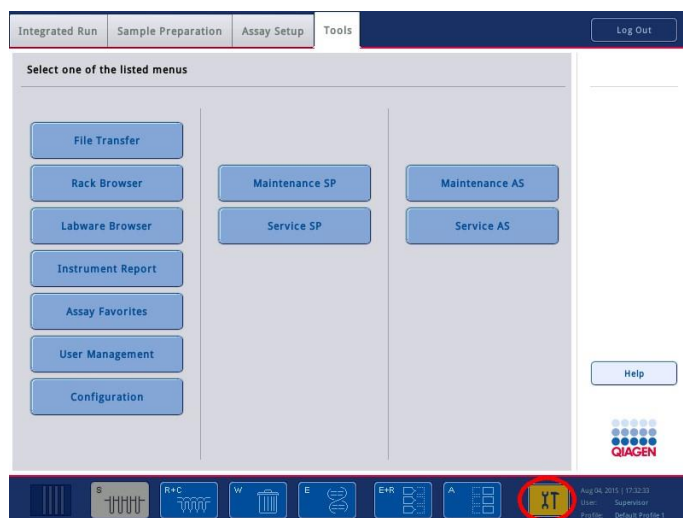 Integrated Run Sample Preparation Assay Setup Tools Log Out
Select one of the listed menus
File Transfer
Rack Browser Maintenance SP Maintenance AS
Labware Browser Service SP Service AS
Instrument Report
Assay Favorites
User Management
Configuration
Help
QIAGEN
S R+C W E E+R A
Aug 04, 2015 | 17:32:33
User: Supervisor
Profile: Default Profile 1